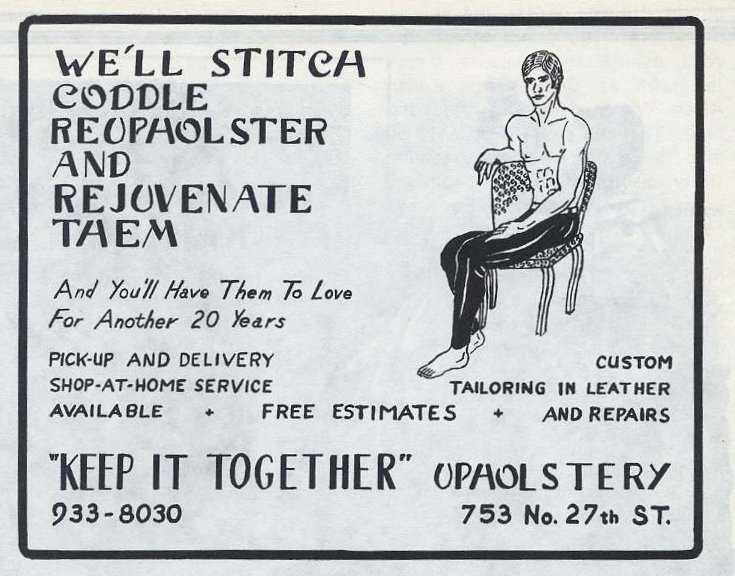 WE'LL STITCH
CODDLE
REUPHOLSTER
AND
REJUVENATE
THEM
And You'll Have Them To Love
For Another 20 Years
PICK-UP AND DELIVERY
SHOP-AT-HOME SERVICE
AVAILABLE + FREE ESTIMATES +
CUSTOM
TAILORING IN LEATHER
AND REPAIRS
"KEEP IT TOGETHER" UPHOLSTERY
933-8030 753 No. 27th ST.